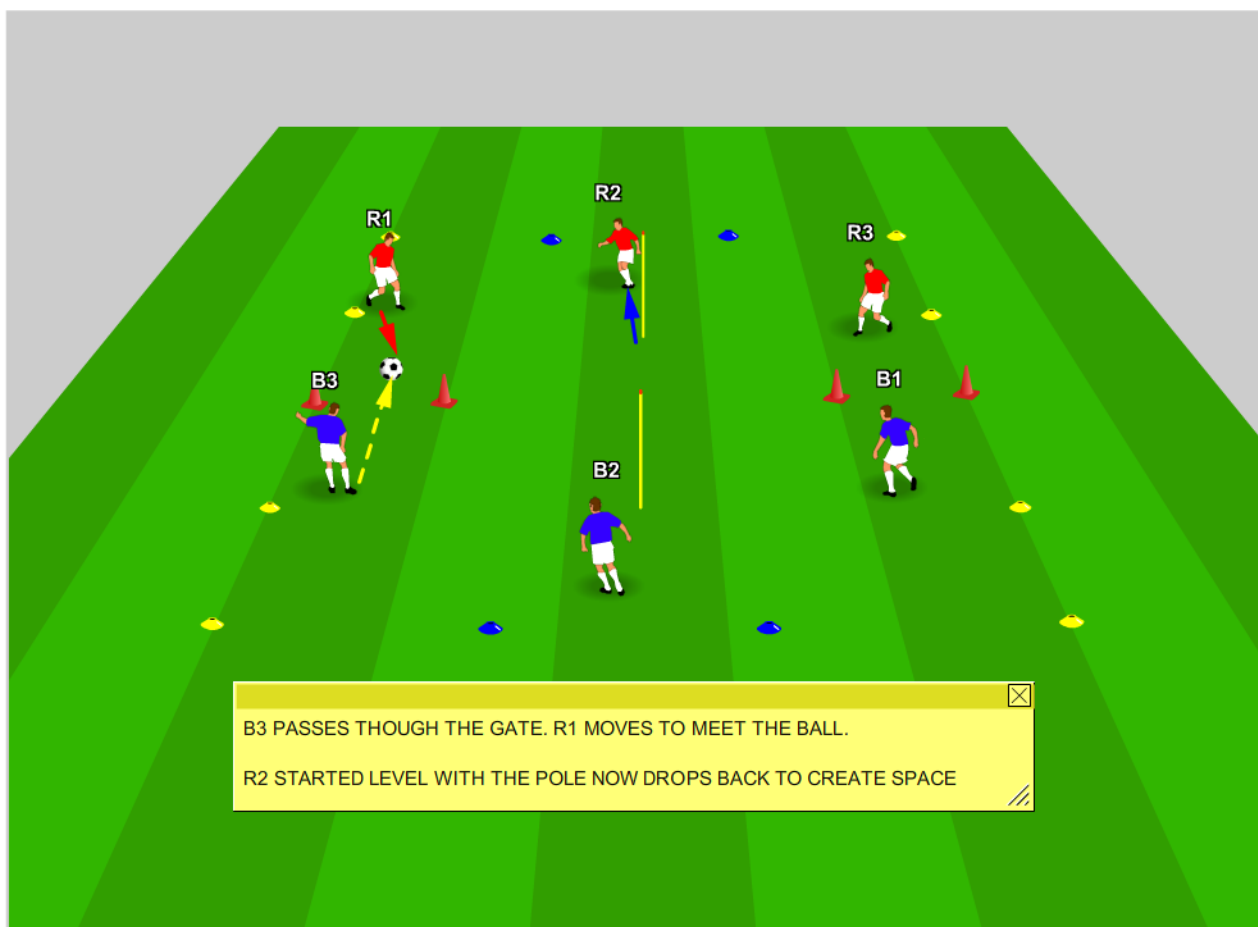 R2
R1
R3
B3
B1
B2
B3 PASSES THOUGH THE GATE. R1 MOVES TO MEET THE BALL.
R2 STARTED LEVEL WITH THE POLE NOW DROPS BACK TO CREATE SPACE